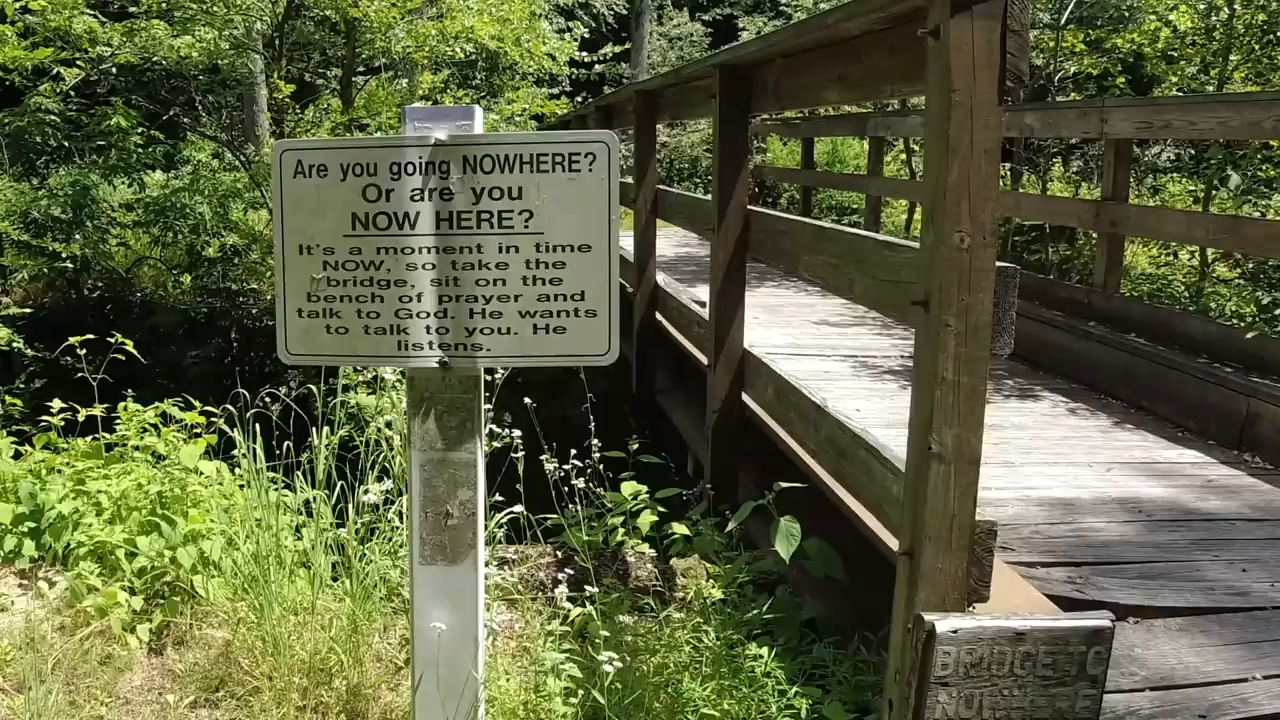 Are you going NOWHERE?
Or are you
NOW HERE?
It's a moment in time
NOW, so take the
bridge, sit on the
bench of prayer and
talk to God. He wants
to talk to you. He
listens.
BRIDGE TO
NOWHERE